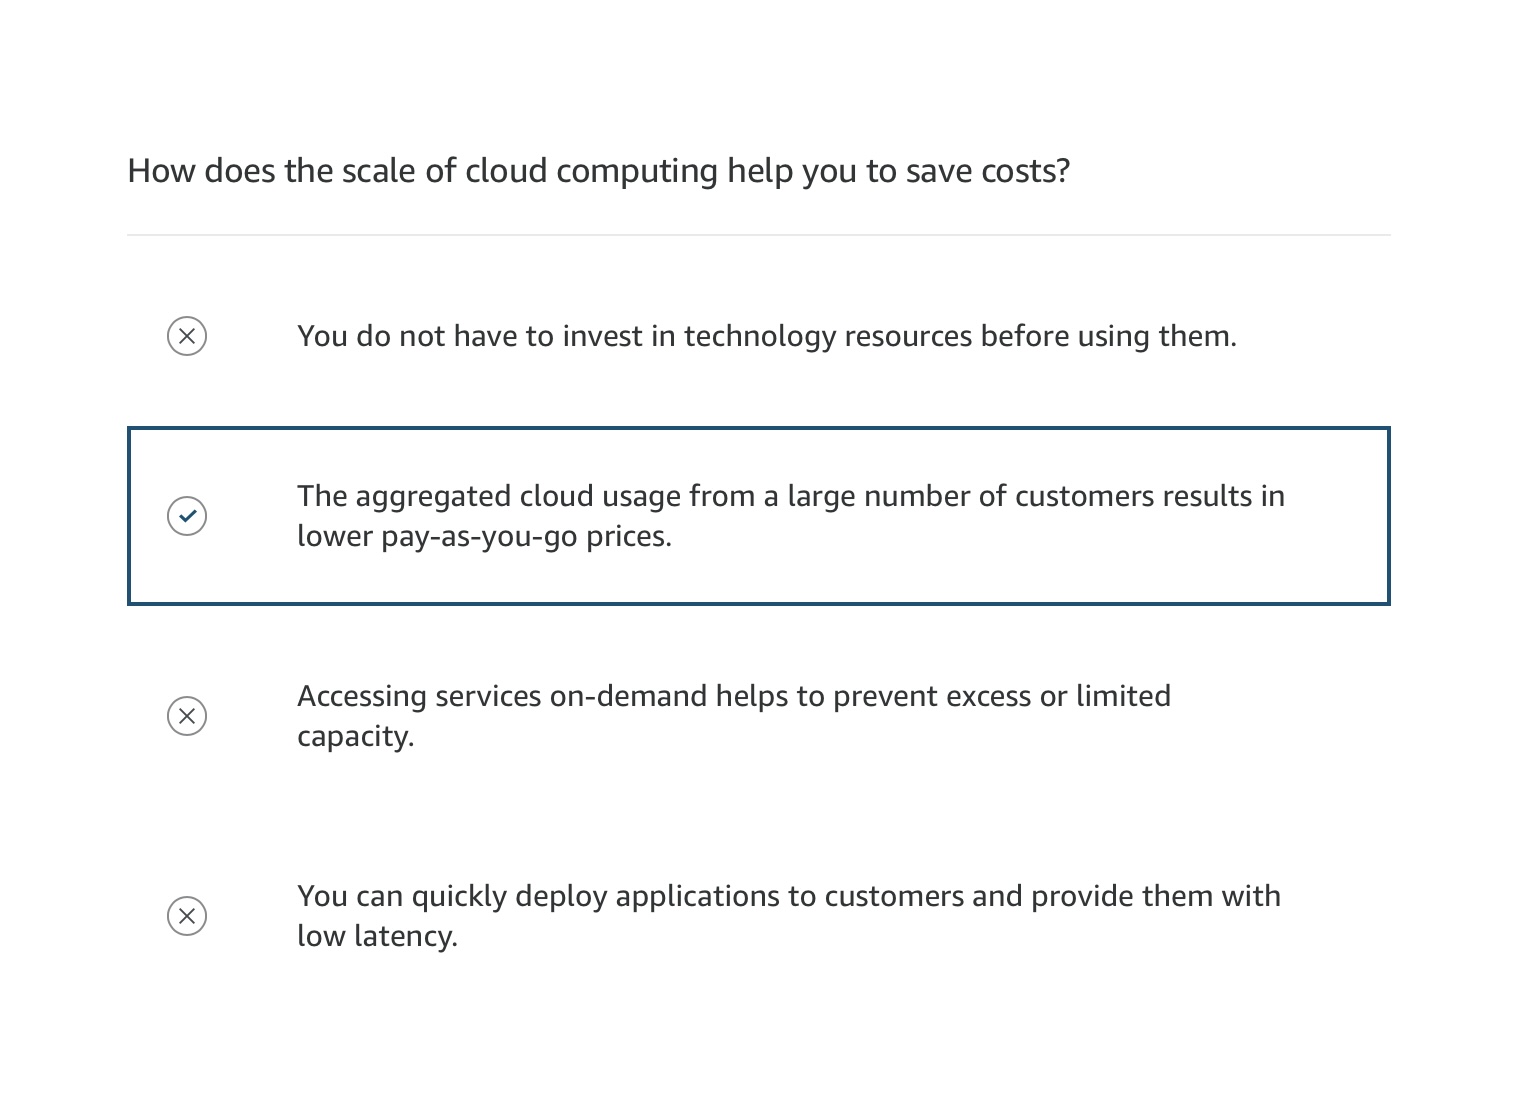 How does the scale of cloud computing help you to save costs?
You do not have to invest in technology resources before using them.
The aggregated cloud usage from a large number of customers results in
lower pay-as-you-go prices.
Accessing services on-demand helps to prevent excess or limited
capacity.
You can quickly deploy applications to customers and provide them with
low latency.